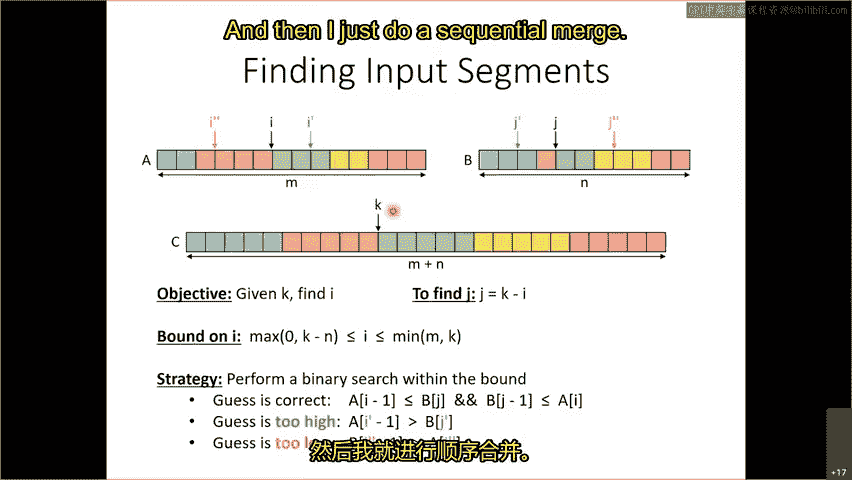 And then I just do a sequential merge.
Finding Input Segments
i'' i i' j' j j''
A B
m n
k
C
m + n
Objective: Given k, find i To find j: j = k - i
Bound on i: max(0, k - n) ≤ i ≤ min(m, k)
Strategy: Perform a binary search within the bound
• Guess is correct: A[i - 1] ≤ B[j] && B[j - 1] ≤ A[i]
• Guess is too high: A[i' - 1] > B[j']
• Guess is too
然后我就进行顺序合并。
+17